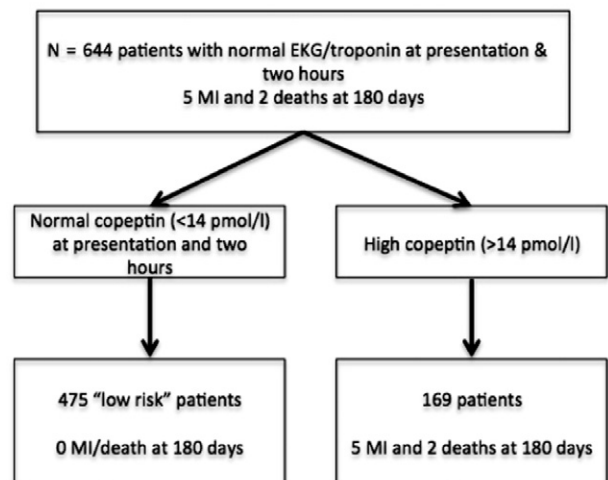 N = 644 patients with normal EKG/troponin at presentation &
two hours
5 MI and 2 deaths at 180 days
Normal copeptin (<14 pmol/l)
at presentation and two
hours
High copeptin (>14 pmol/l)
475 “low risk” patients
0 MI/death at 180 days
169 patients
5 MI and 2 deaths at 180 days